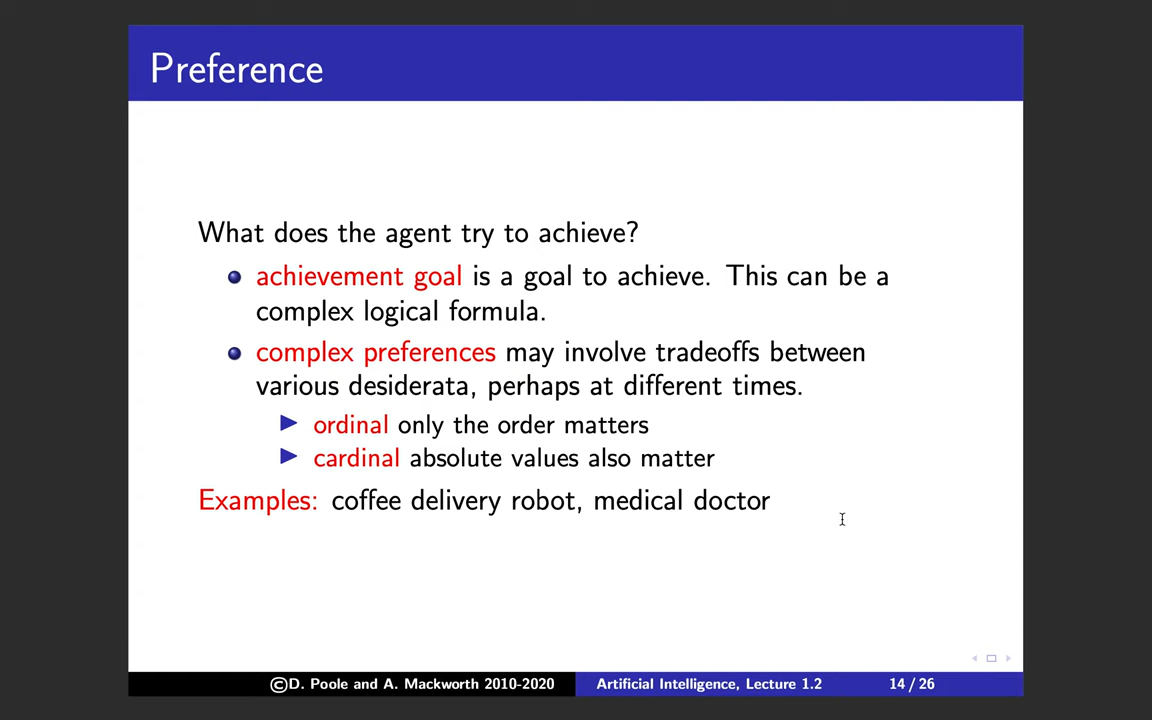 Preference
What does the agent try to achieve?
achievement goal is a goal to achieve. This can be a
complex logical formula.
complex preferences may involve tradeoffs between
various desiderata, perhaps at different times.
ordinal only the order matters
cardinal absolute values also matter
Examples: coffee delivery robot, medical doctor
©D. Poole and A. Mackworth 2010-2020 Artificial Intelligence, Lecture 1.2 14 / 26